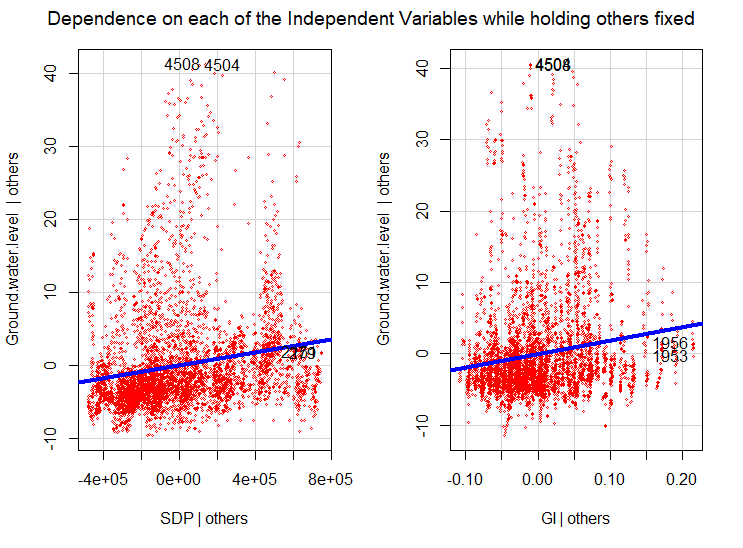 Dependence on each of the Independent Variables while holding others fixed
Ground.water.level | others
40
30
20
10
0
-10
4508
4504
2379
-4e+05
0e+00
4e+05
8e+05
SDP | others
Ground.water.level | others
40
30
20
10
0
-10
4504
1956
1953
-0.10
0.00
0.10
0.20
GI | others